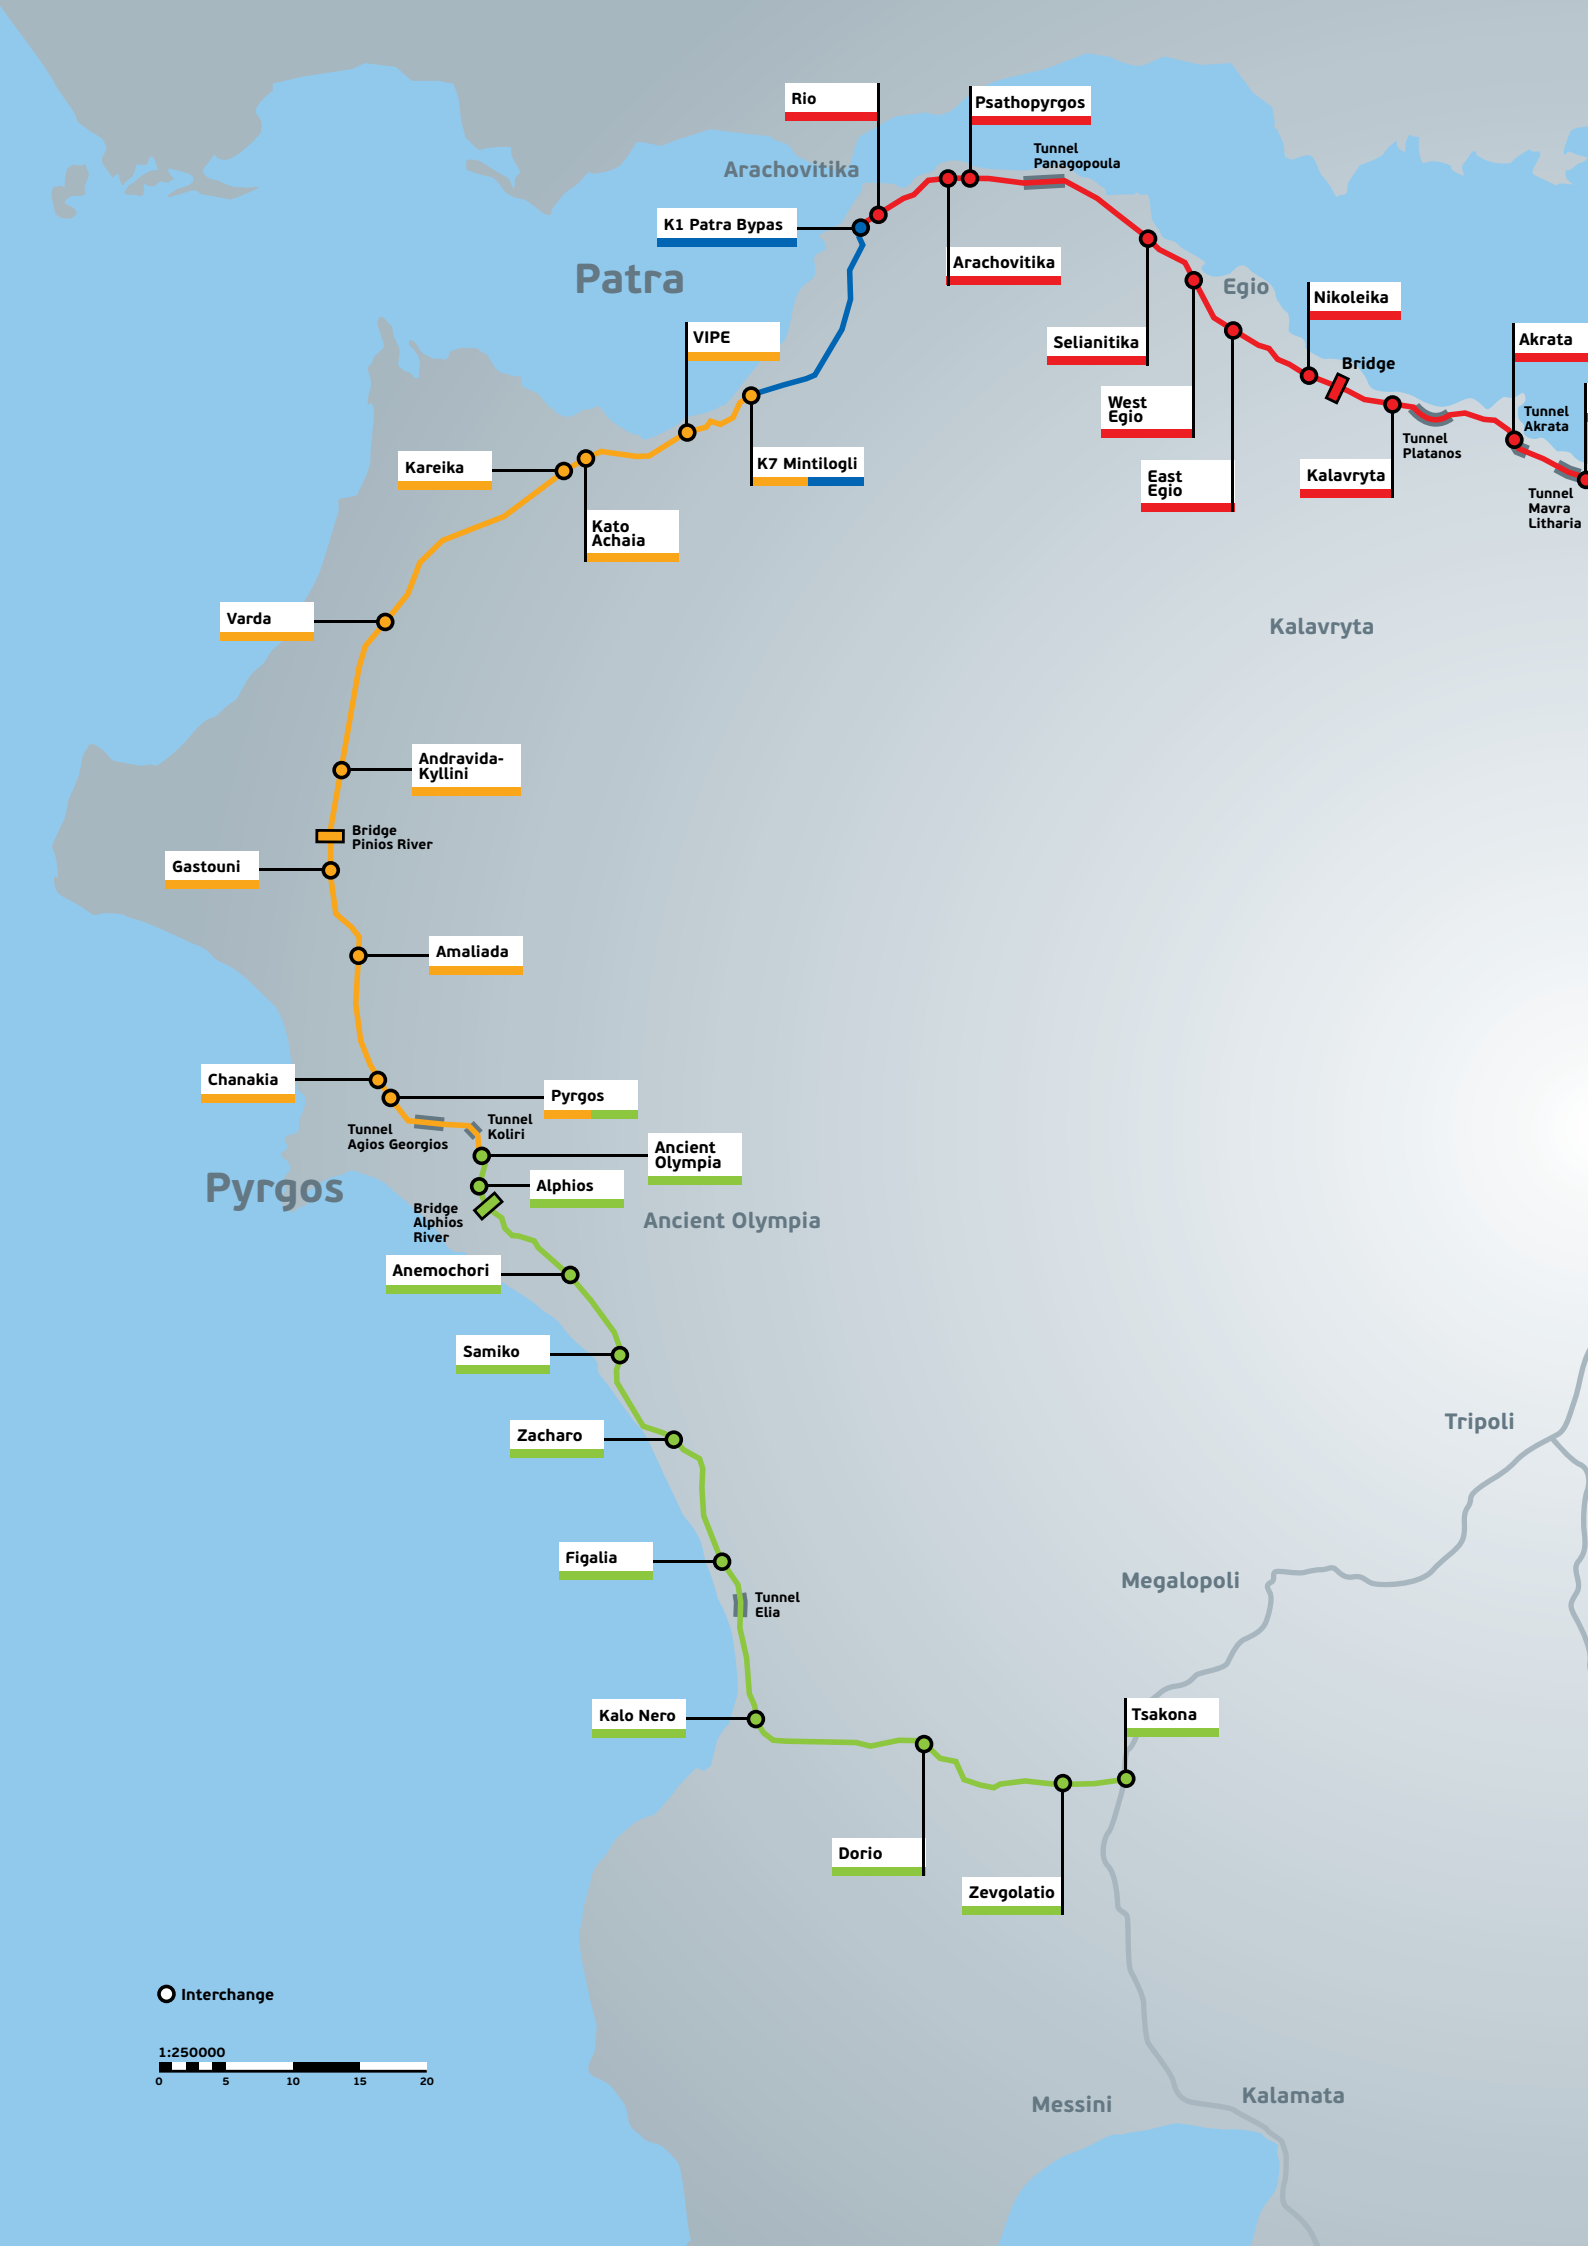 Rio
Psathopyrgos
Tunnel
Panagopoula
Arachovitika
K1 Patra Bypas
Arachovitika
Patra
Egio
Nikoleika
VIPE
Selianitika
Akrata
Bridge
West
Egio
Tunnel
Akrata
K7 Mintilogli
Tunnel
Platanos
Kareika
East
Egio
Kalavryta
Tunnel
Mavra
Litharia
Kato
Achaia
Varda
Kalavryta
Andravida-
Kyllini
Bridge
Pinios River
Gastouni
Amaliada
Chanakia
Pyrgos
Tunnel
Agios Georgios
Tunnel
Koliri
Ancient
Olympia
Pyrgos
Alphios
Bridge
Alphios
River
Ancient Olympia
Anemochori
Samiko
Zacharo
Tripoli
Figalia
Megalopoli
Tunnel
Elia
Kalo Nero
Tsakona
Dorio
Zevgolatio
Interchange
1:250000
0 5 10 15 20
Messini
Kalamata